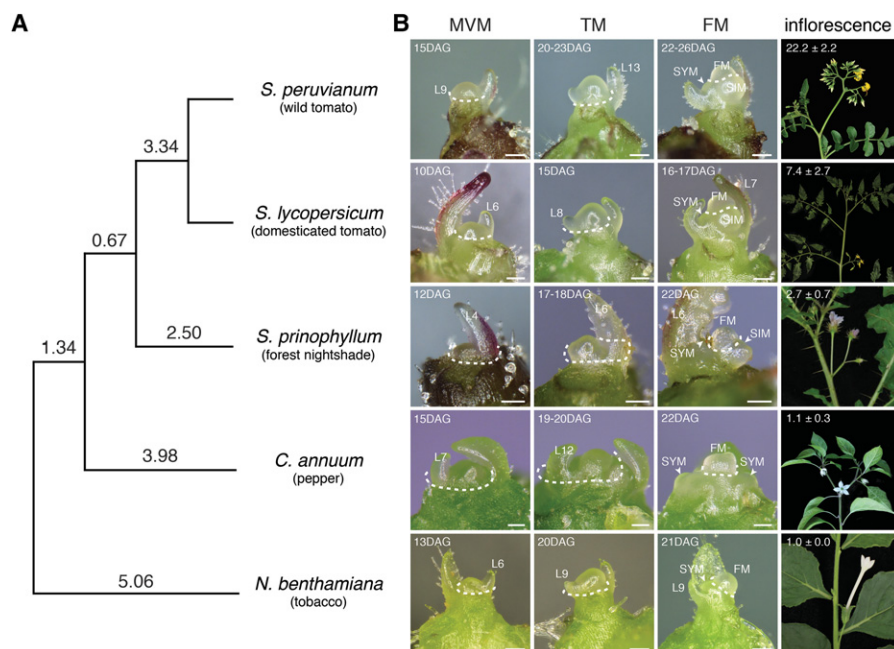 A
S. peruvianum
(wild tomato)
3.34
S. lycopersicum
(domesticated tomato)
0.67
2.50
S. prinophyllum
(forest nightshade)
1.34
3.98
C. annuum
(pepper)
5.06
N. benthamiana
(tobacco)
B
MVM TM FM inflorescence
15DAG
L9
20-23DAG
L13
22-26DAG
SYM
FM
SIM
22.2 ± 2.2
10DAG
L6
15DAG
L8
16-17DAG
L7
SYM
FM
SIM
7.4 ± 2.7
12DAG
L4
17-18DAG
L6
22DAG
L6
FM
SIM
SYM
2.7 ± 0.7
15DAG
L7
19-20DAG
L12
22DAG
FM
SYM
SYM
1.1 ± 0.3
13DAG
L6
20DAG
L9
21DAG
SYM
FM
L9
1.0 ± 0.0